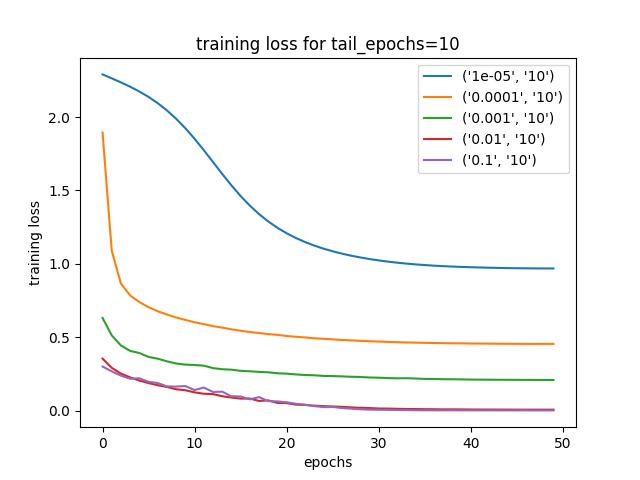 training loss for tail_epochs=10
('1e-05', '10')
('0.0001', '10')
('0.001', '10')
('0.01', '10')
('0.1', '10')
training loss
2.0
1.5
1.0
0.5
0.0
0 10 20 30 40 50
epochs